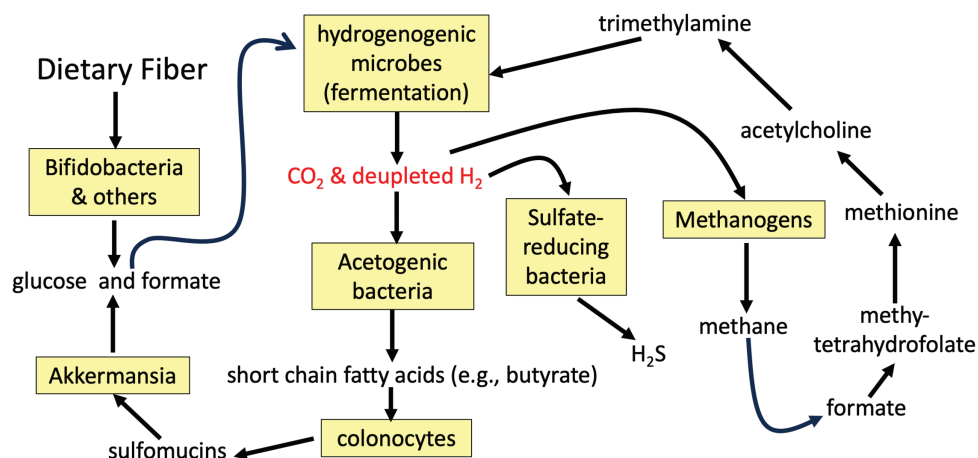 Dietary Fiber
Bifidobacteria
& others
glucose and formate
Akkermansia
sulfomucins
hydrogenogenic
microbes
(fermentation)
CO₂ & deupleted H₂
Acetogenic
bacteria
short chain fatty acids (e.g., butyrate)
colonocytes
Sulfate-
reducing
bacteria
H₂S
Methanogens
methane
formate
methy-
tetrahydrofolate
methionine
acetylcholine
trimethylamine